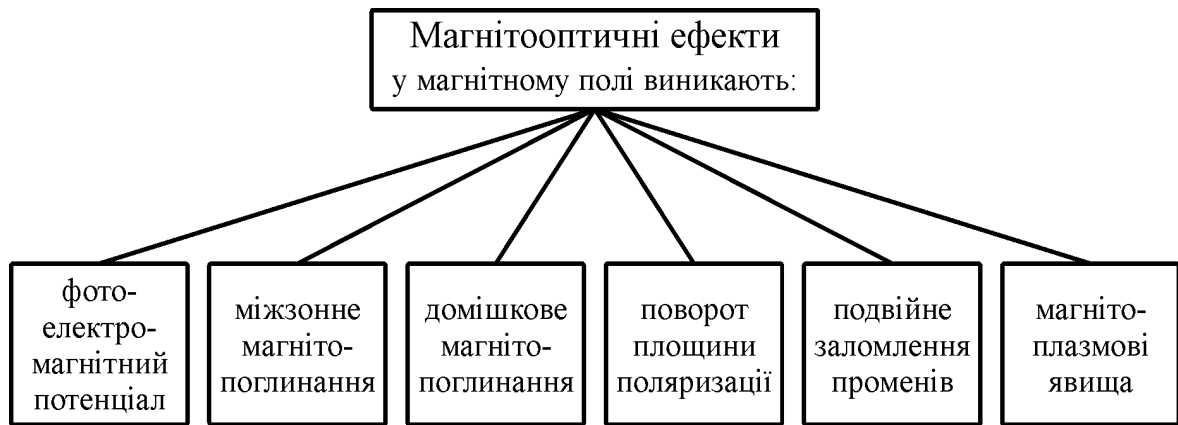 Магнітооптичні ефекти
у магнітному полі виникають:
фото-
електро-
магнітний
потенціал
міжзонне
магніто-
поглинання
домішкове
магніто-
поглинання
поворот
площини
поляризації
подвійне
заломлення
променів
магніто-
плазмові
явища